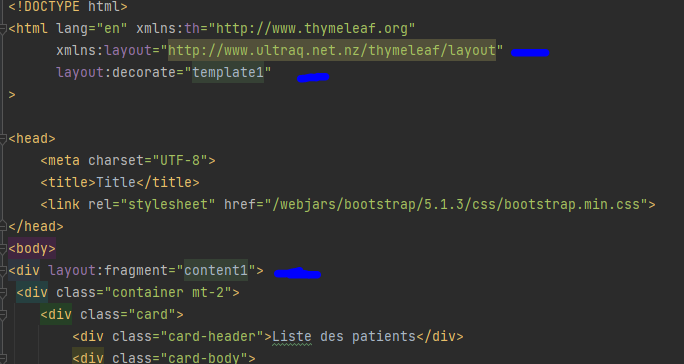 <!DOCTYPE html>
<html lang="en" xmlns:th="http://www.thymeleaf.org"
xmlns:layout="http://www.ultraq.net.nz/thymeleaf/layout"
layout:decorate="template1"
>
<head>
<meta charset="UTF-8">
<title>Title</title>
<link rel="stylesheet" href="/webjars/bootstrap/5.1.3/css/bootstrap.min.css">
</head>
<body>
<div layout:fragment="content1">
<div class="container mt-2">
<div class="card">
<div class="card-header">Liste des patients</div>
<div class="card-body">